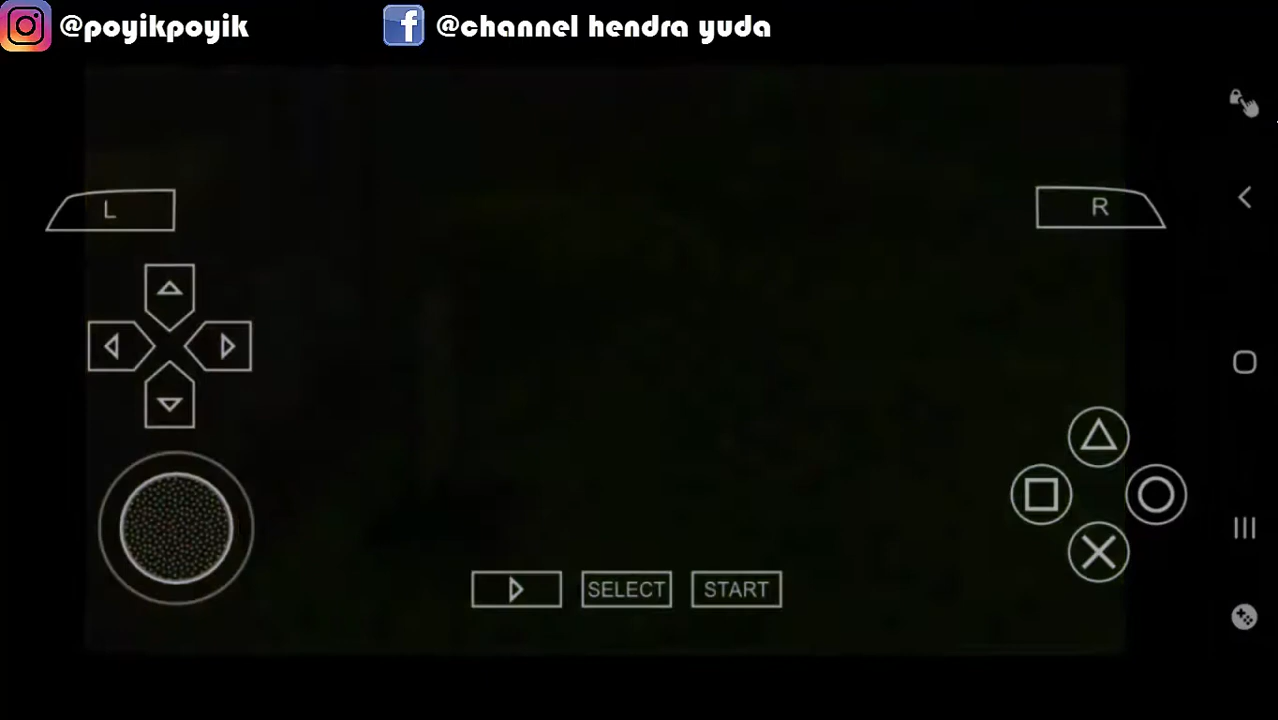 @poyikpoyik
@channel hendra yuda
L
R
SELECT
START